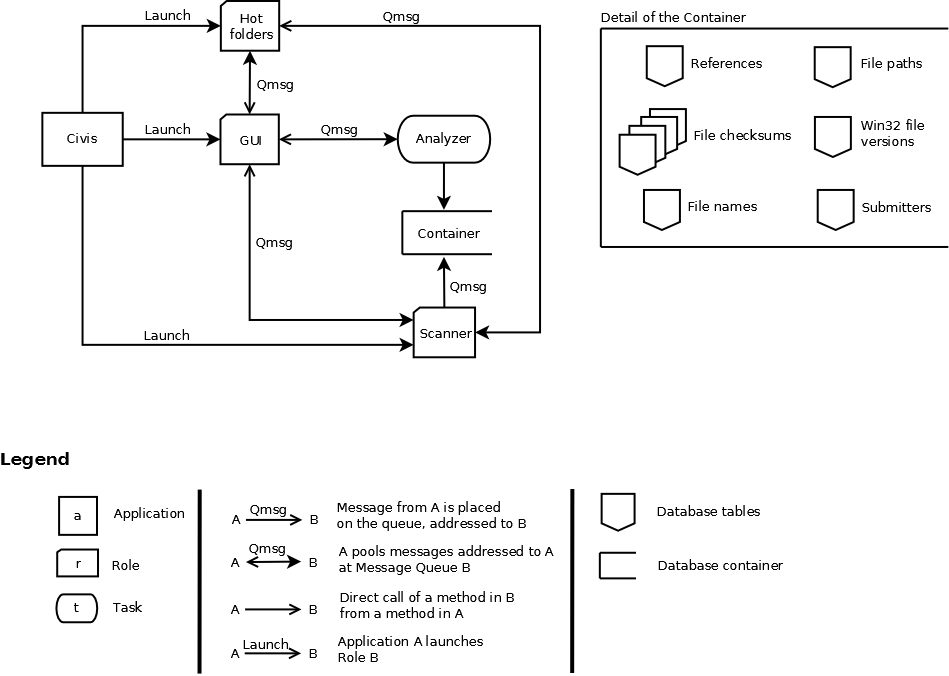 Launch
Hot
folders
Qmsg
Detail of the Container
References
File paths
Qmsg
Civis
Launch
GUI
Qmsg
Analyzer
File checksums
Win32 file
versions
File names
Submitters
Container
Qmsg
Qmsg
Launch
Scanner
Legend
a
Application
r
Role
t
Task
Qmsg
A
B
Message from A is placed
on the queue, addressed to B
Qmsg
A
B
A pools messages addressed to A
at Message Queue B
A
B
Direct call of a method in B
from a method in A
Launch
A
B
Application A launches
Role B
Database tables
Database container